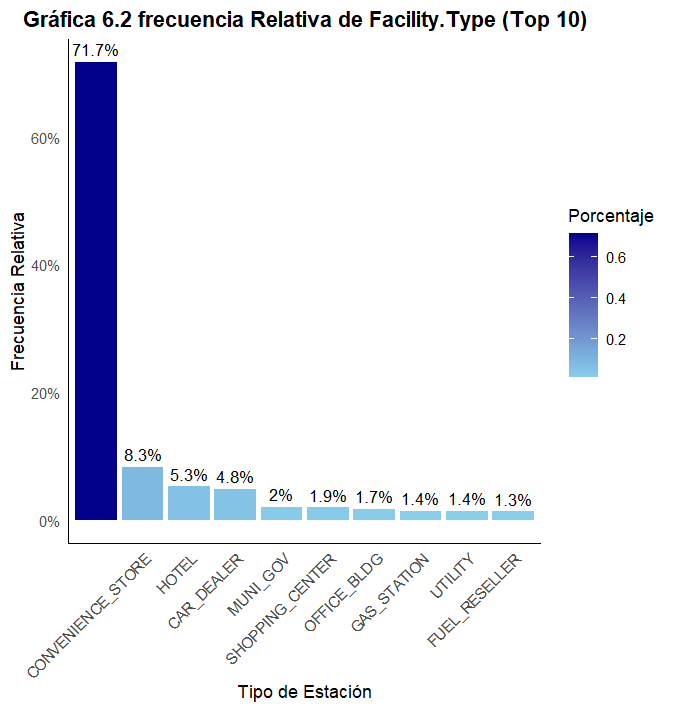 Gráfica 6.2 frecuencia Relativa de Facility.Type (Top 10)
71.7%
8.3%
5.3%
4.8%
2%
1.9%
1.7%
1.4%
1.4%
1.3%
60%
40%
20%
0%
Frecuencia Relativa
CONVENIENCE_STORE
HOTEL
CAR_DEALER
MUNI_GOV
SHOPPING_CENTER
OFFICE_BLDG
GAS_STATION
UTILITY
FUEL_RESELLER
Tipo de Estación
Porcentaje
0.6
0.4
0.2